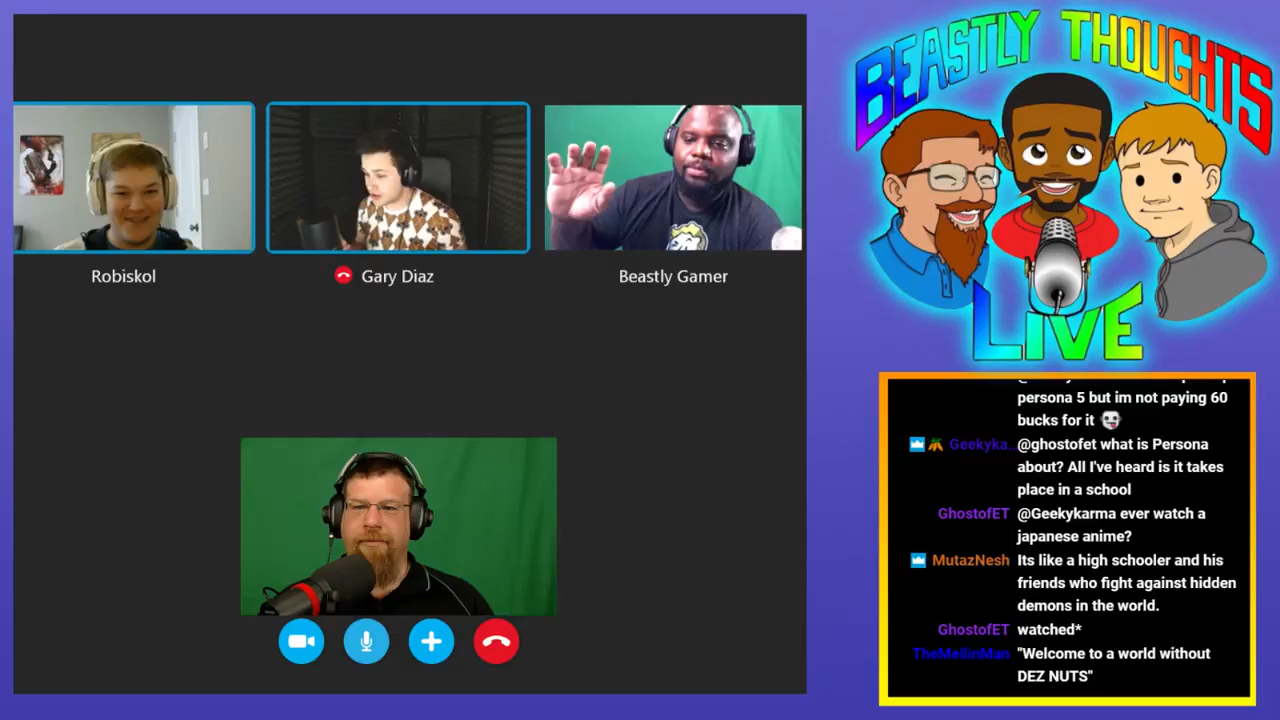 BEASTLY THOUGHTS
LIVE
Robiskol
Gary Diaz
Beastly Gamer
persona 5 but im not paying 60
bucks for it 👻
Geekyka... @ghostofet what is Persona
about? All I've heard is it takes
place in a school
GhostofET @Geekykarma ever watch a
japanese anime?
MutazNesh Its like a high schooler and his
friends who fight against hidden
demons in the world.
GhostofET watched*
TheMellinMan "Welcome to a world without
DEZ NUTS"